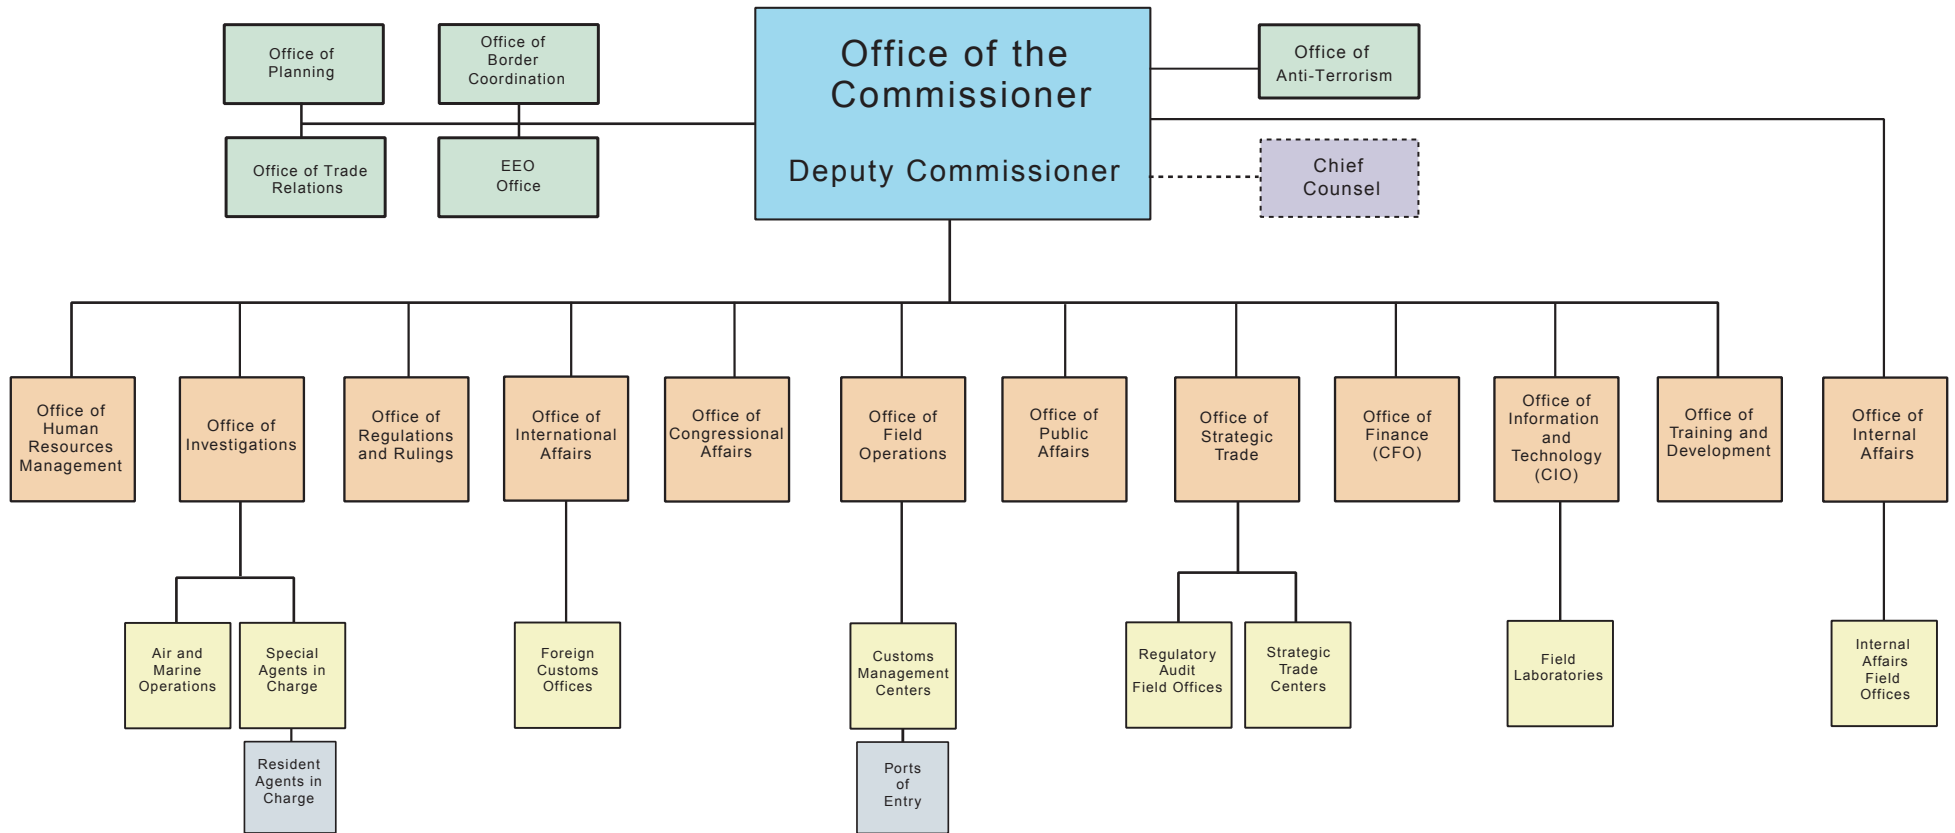 Office of
Planning
Office of
Border
Coordination
Office of the
Commissioner
Deputy Commissioner
Office of
Anti-Terrorism
Office of Trade
Relations
EEO
Office
Chief
Counsel
Office of
Human
Resources
Management
Office of
Investigations
Office of
Regulations
and Rulings
Office of
International
Affairs
Office of
Congressional
Affairs
Office of
Field
Operations
Office of
Public
Affairs
Office of
Strategic
Trade
Office of
Finance
(CFO)
Office of
Information
and
Technology
(CIO)
Office of
Training and
Development
Office of
Internal
Affairs
Air and
Marine
Operations
Special
Agents in
Charge
Foreign
Customs
Offices
Customs
Management
Centers
Regulatory
Audit
Field Offices
Strategic
Trade
Centers
Field
Laboratories
Internal
Affairs
Field
Offices
Resident
Agents in
Charge
Ports
of
Entry